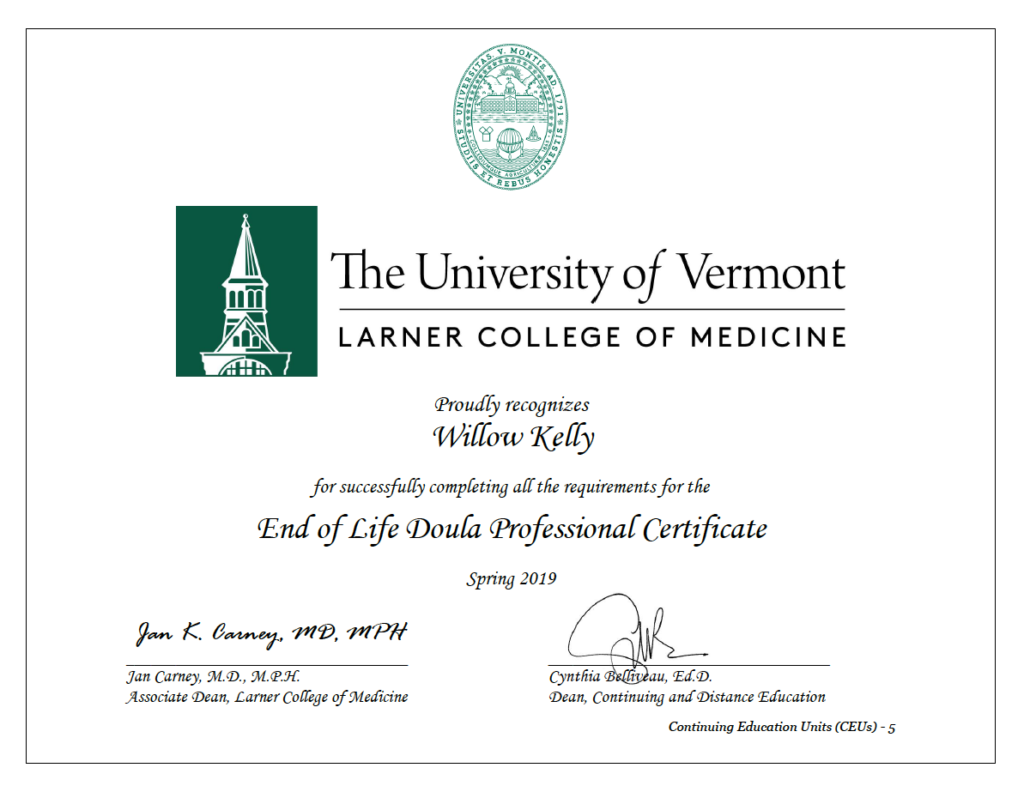 UNIVERSITAS. V. MONTIS. AD. 1791
STUDIIS ET REBUS HONESTIS
The University of Vermont
LARNER COLLEGE OF MEDICINE
Proudly recognizes
Willow Kelly
for successfully completing all the requirements for the
End of Life Doula Professional Certificate
Spring 2019
Jan K. Carney, MD, MPH
Jan Carney, M.D., M.P.H.
Associate Dean, Larner College of Medicine
Cynthia Belliveau, Ed.D.
Dean, Continuing and Distance Education
Continuing Education Units (CEUs) - 5